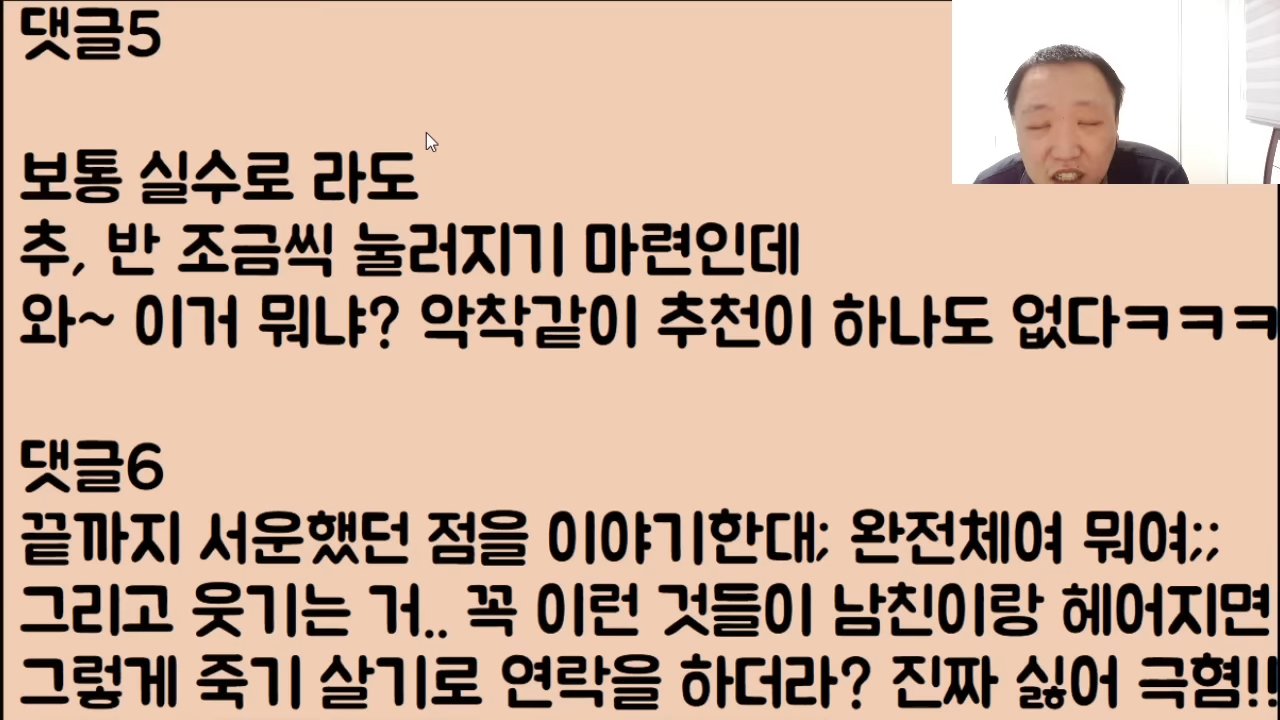 댓글5
보통 실수로 라도
추, 반 조금씩 눌러지기 마련인데
와~ 이거 뭐냐? 악착같이 추천이 하나도 없다ㅋㅋㅋ
댓글6
끝까지 서운했던 점을 이야기한대; 완전체여 뭐여;;
그리고 웃기는 거.. 꼭 이런 것들이 남친이랑 헤어지면
그렇게 죽기 살기로 연락을 하더라? 진짜 싫어 극혐!!